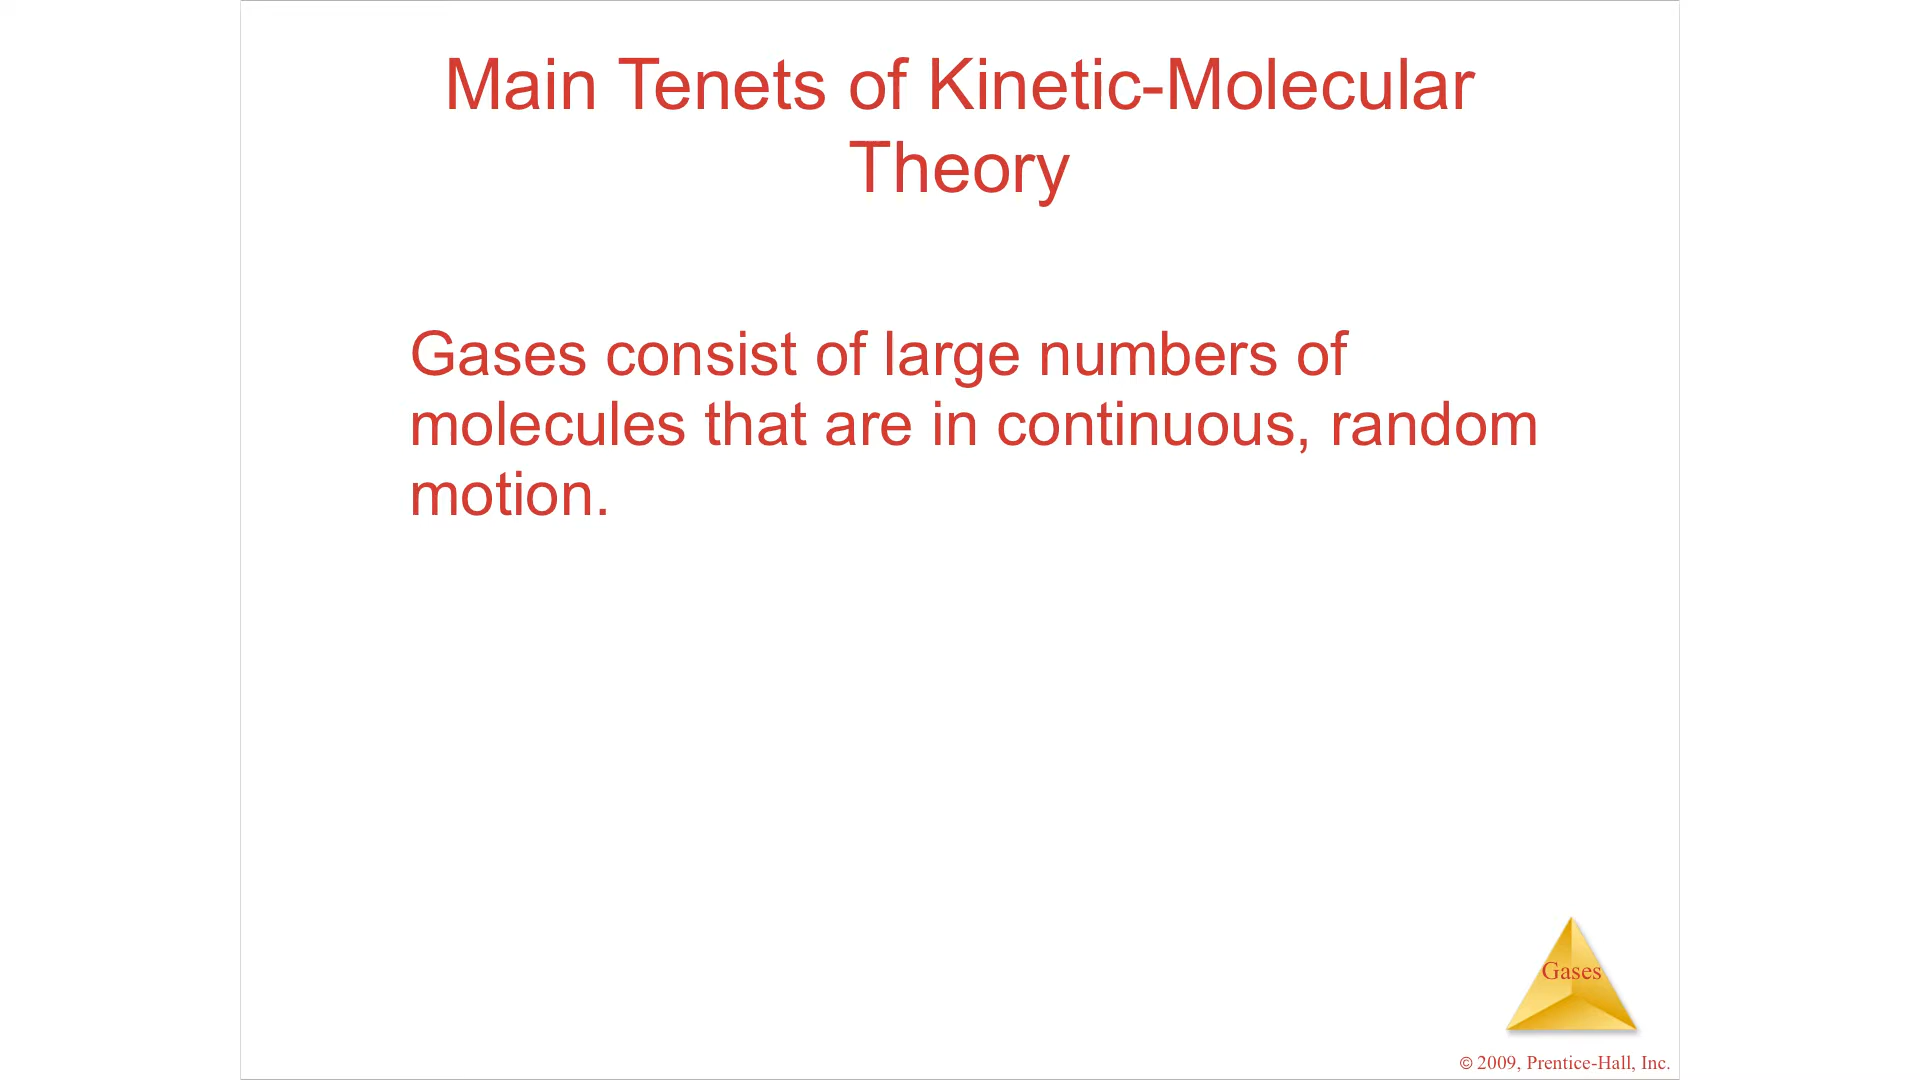 Main Tenets of Kinetic-Molecular
Theory
Gases consist of large numbers of
molecules that are in continuous, random
motion.
Gases
© 2009, Prentice-Hall, Inc.